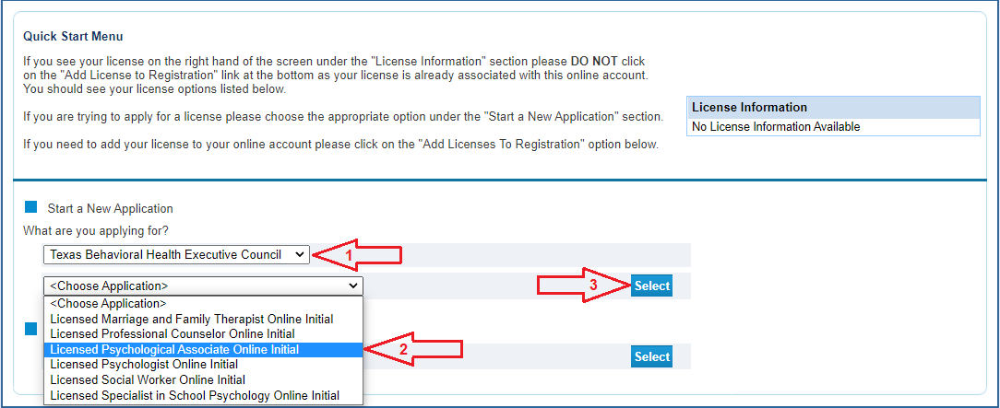 Quick Start Menu
If you see your license on the right hand of the screen under the "License Information" section please DO NOT click
on the "Add License to Registration" link at the bottom as your license is already associated with this online account.
You should see your license options listed below.
If you are trying to apply for a license please choose the appropriate option under the "Start a New Application" section.
If you need to add your license to your online account please click on the "Add Licenses To Registration" option below.
License Information
No License Information Available
Start a New Application
What are you applying for?
Texas Behavioral Health Executive Council
1
<Choose Application>
3
Select
<Choose Application>
Licensed Marriage and Family Therapist Online Initial
Licensed Professional Counselor Online Initial
Licensed Psychological Associate Online Initial
2
Select
Licensed Psychologist Online Initial
Licensed Social Worker Online Initial
Licensed Specialist in School Psychology Online Initial